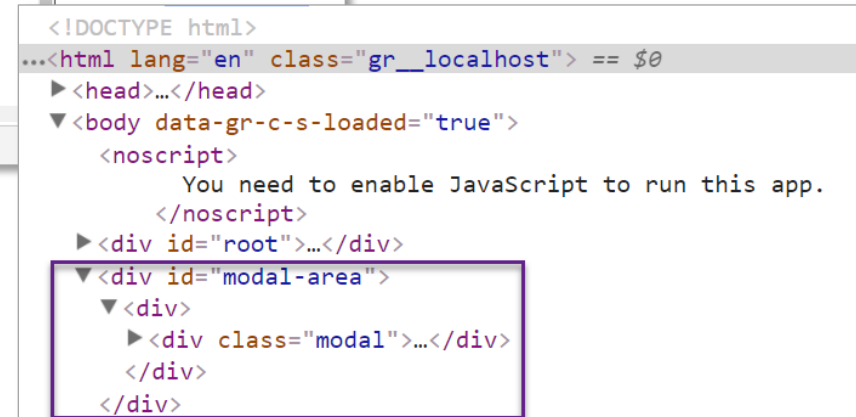 <!DOCTYPE html>
…<html lang="en" class="gr__localhost"> == $0
▶<head>…</head>
▼<body data-gr-c-s-loaded="true">
<noscript>
You need to enable JavaScript to run this app.
</noscript>
▶<div id="root">…</div>
▼<div id="modal-area">
▼<div>
▶<div class="modal">…</div>
</div>
</div>